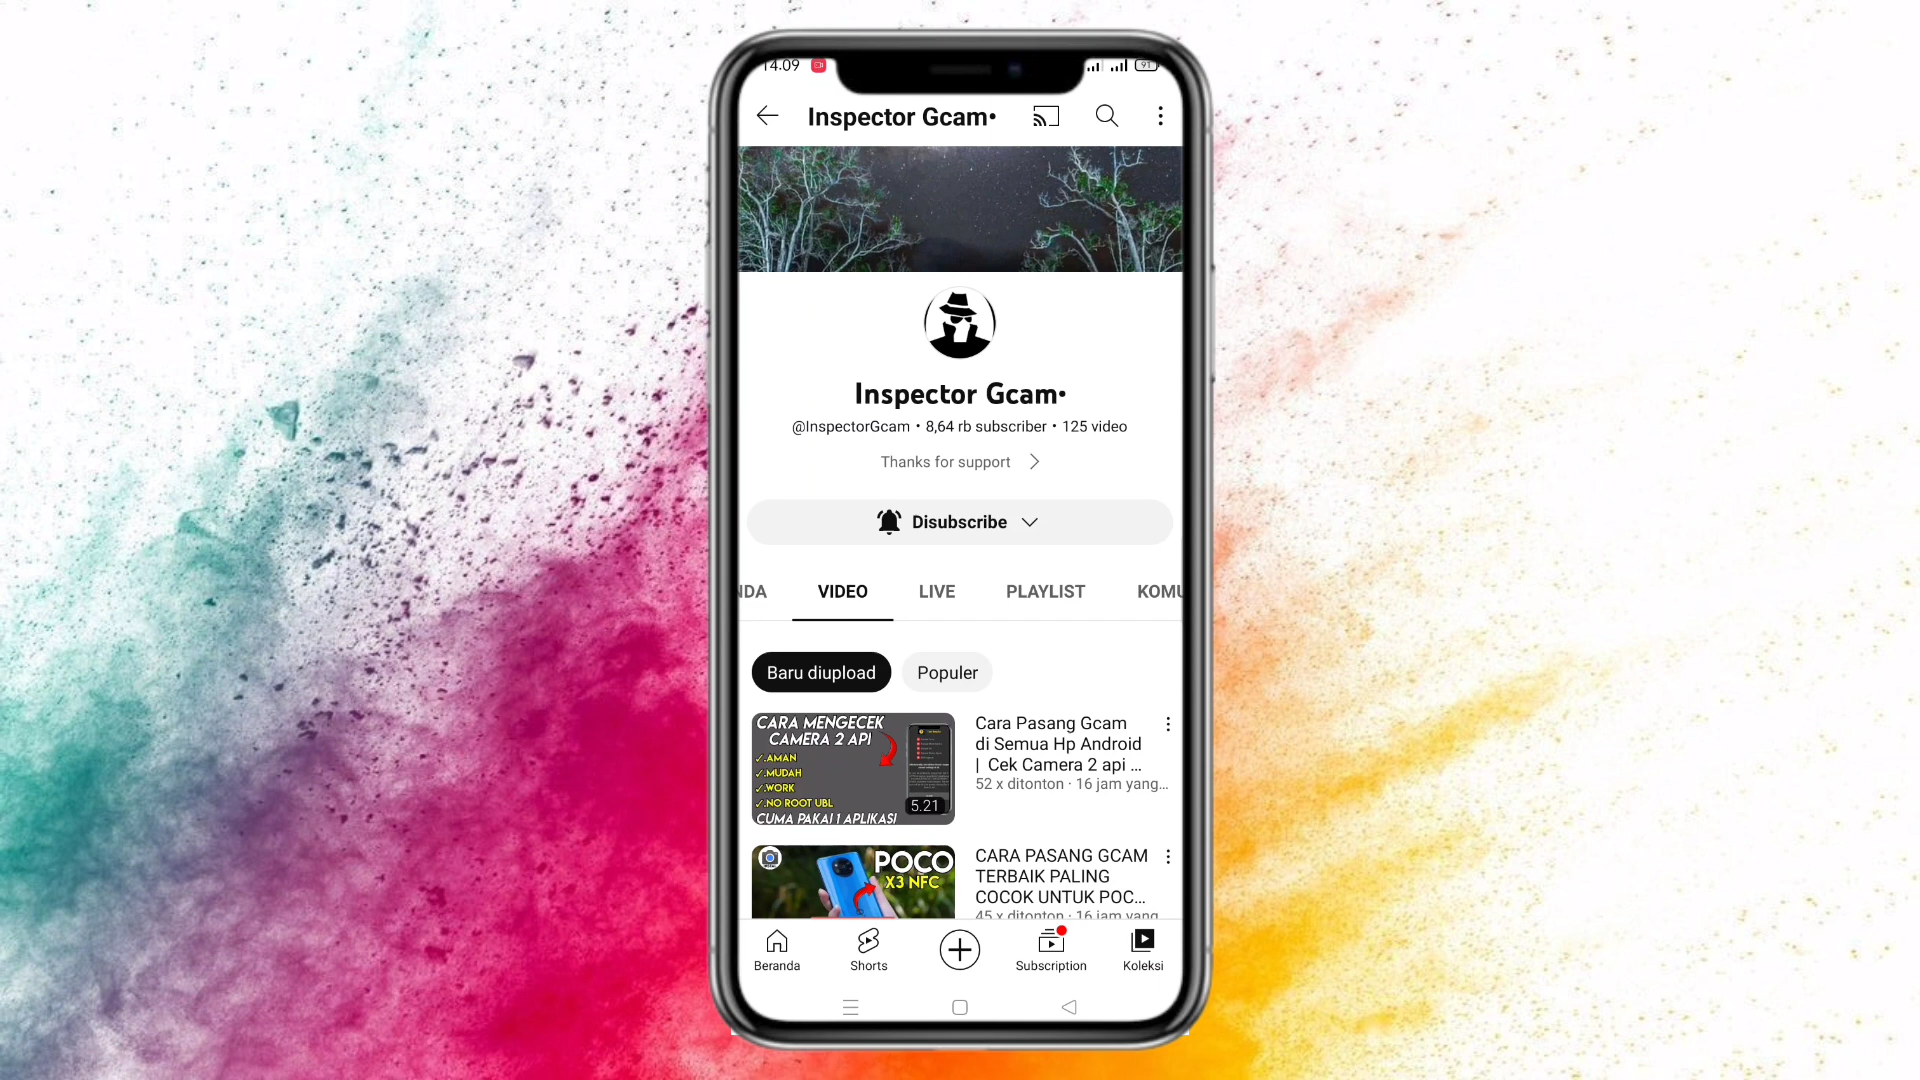 14.09
91
Inspector Gcam•
Inspector Gcam•
@InspectorGcam • 8,64 rb subscriber • 125 video
Thanks for support
Disubscribe
NDA VIDEO LIVE PLAYLIST KOMU
Baru diupload Populer
CARA MENGECEK
CAMERA 2 API
✓.AMAN
✓.MUDAH
✓.WORK
✓.NO ROOT UBL
CUMA PAKAI 1 APLIKASI
5.21
Cara Pasang Gcam
di Semua Hp Android
| Cek Camera 2 api ...
52 x ditonton · 16 jam yang...
POCO
X3 NFC
CARA PASANG GCAM
TERBAIK PALING
COCOK UNTUK POC...
45 x ditonton · 16 jam yang
Beranda Shorts Subscription Koleksi